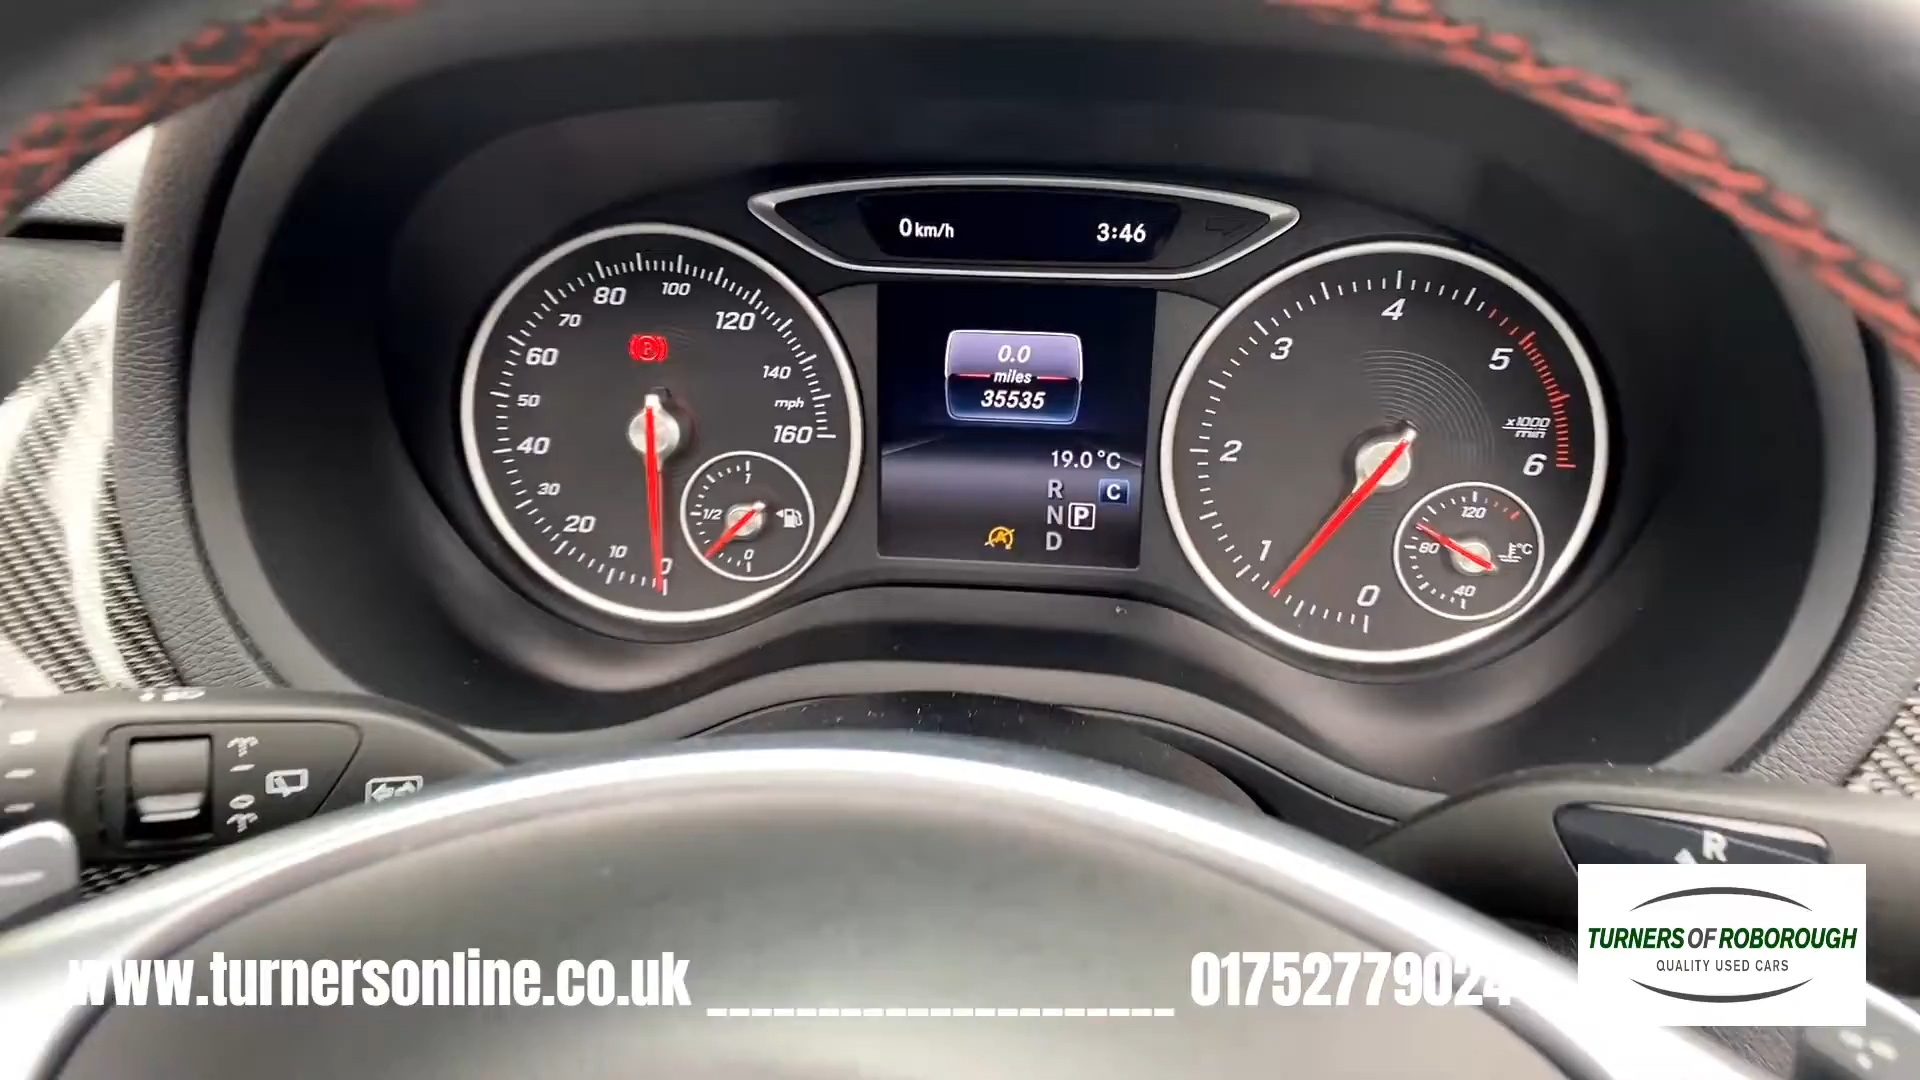 0 km/h 3:46
80 100
70 120
60 140
50 mph
40 160
30
20
10
0
1
1/2
0
0.0
miles
35535
19.0°C
R C
N P
D
4
3 5
x1000
min
2 6
1
0
120
80 °C
40
R
www.turnersonline.co.uk ____________________ 01752779024
TURNERS OF ROBOROUGH
QUALITY USED CARS